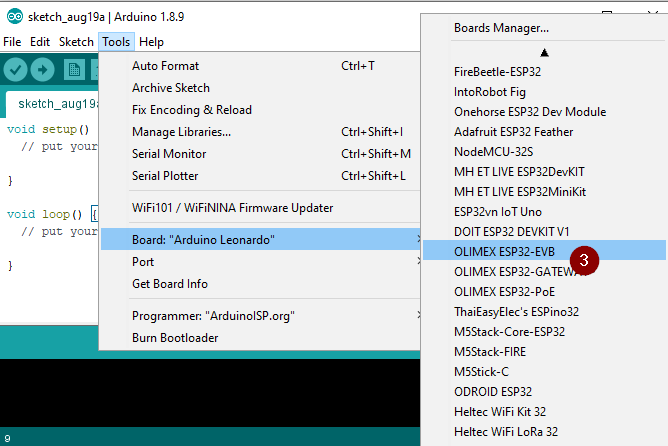 sketch_aug19a | Arduino 1.8.9
File Edit Sketch Tools Help
sketch_aug19a
void setup()
// put your
}
void loop() {
// put your
}
9
Auto Format Ctrl+T
Archive Sketch
Fix Encoding & Reload
Manage Libraries... Ctrl+Shift+I
Serial Monitor Ctrl+Shift+M
Serial Plotter Ctrl+Shift+L
WiFi101 / WiFiNINA Firmware Updater
Board: "Arduino Leonardo"
Port
Get Board Info
Programmer: "ArduinoISP.org"
Burn Bootloader
Boards Manager...
FireBeetle-ESP32
IntoRobot Fig
Onehorse ESP32 Dev Module
Adafruit ESP32 Feather
NodeMCU-32S
MH ET LIVE ESP32DevKIT
MH ET LIVE ESP32MiniKit
ESP32vn IoT Uno
DOIT ESP32 DEVKIT V1
OLIMEX ESP32-EVB
3
OLIMEX ESP32-GATEWAY
OLIMEX ESP32-PoE
ThaiEasyElec's ESPino32
M5Stack-Core-ESP32
M5Stack-FIRE
M5Stick-C
ODROID ESP32
Heltec WiFi Kit 32
Heltec WiFi LoRa 32